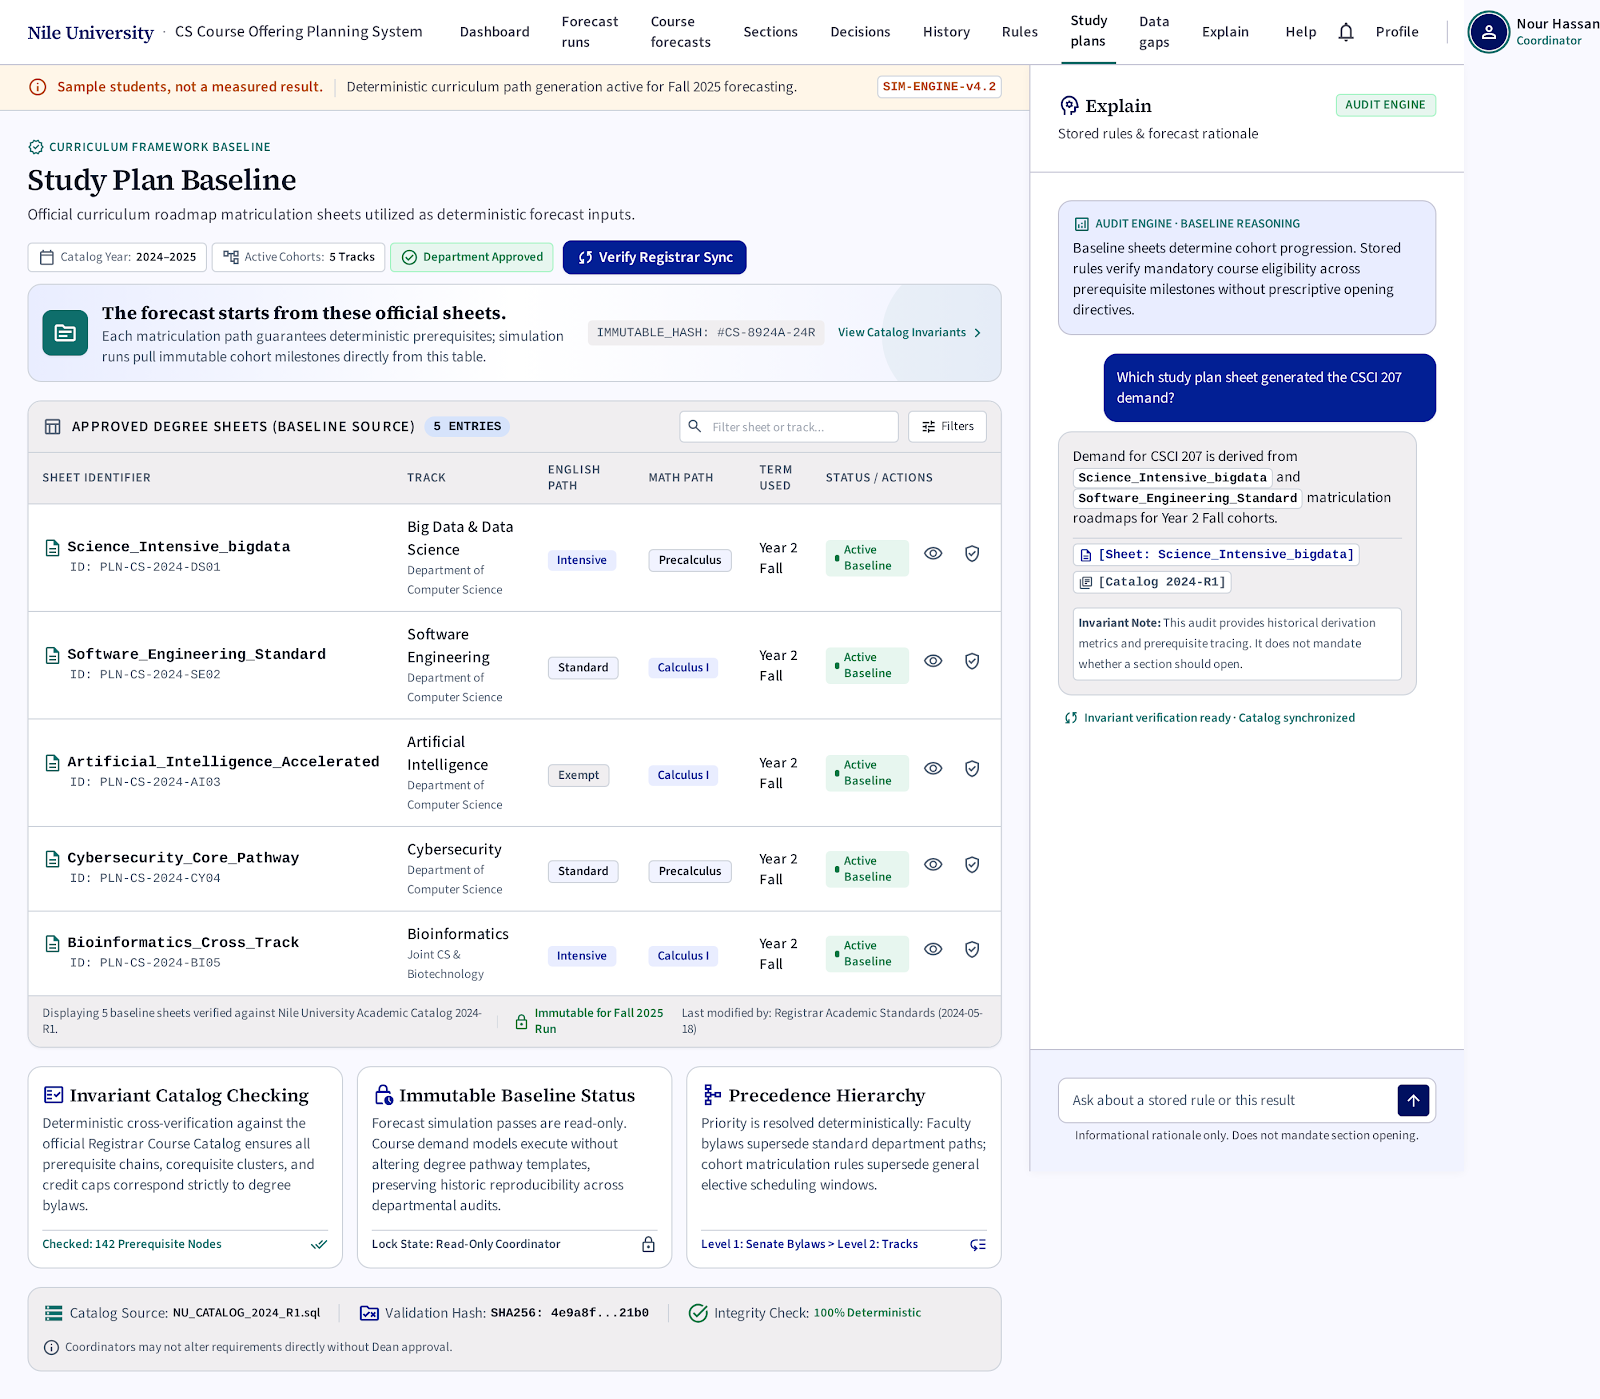 Nile University · CS Course Offering Planning System
Dashboard
Forecast
runs
Course
forecasts
Sections
Decisions
History
Rules
Study
plans
Data
gaps
Explain
Help
Profile
Nour Hassan
Coordinator
Sample students, not a measured result.
Deterministic curriculum path generation active for Fall 2025 forecasting.
SIM-ENGINE-v4.2
CURRICULUM FRAMEWORK BASELINE
Study Plan Baseline
Official curriculum roadmap matriculation sheets utilized as deterministic forecast inputs.
Catalog Year: 2024–2025
Active Cohorts: 5 Tracks
Department Approved
Verify Registrar Sync
The forecast starts from these official sheets.
Each matriculation path guarantees deterministic prerequisites; simulation
runs pull immutable cohort milestones directly from this table.
IMMUTABLE_HASH: #CS-8924A-24R
View Catalog Invariants
APPROVED DEGREE SHEETS (BASELINE SOURCE)
5 ENTRIES
Filter sheet or track...
Filters
SHEET IDENTIFIER
TRACK
ENGLISH
PATH
MATH PATH
TERM
USED
STATUS / ACTIONS
Science_Intensive_bigdata
ID: PLN-CS-2024-DS01
Big Data & Data
Science
Department of
Computer Science
Intensive
Precalculus
Year 2
Fall
Active
Baseline
Software_Engineering_Standard
ID: PLN-CS-2024-SE02
Software
Engineering
Department of
Computer Science
Standard
Calculus I
Year 2
Fall
Active
Baseline
Artificial_Intelligence_Accelerated
ID: PLN-CS-2024-AI03
Artificial
Intelligence
Department of
Computer Science
Exempt
Calculus I
Year 2
Fall
Active
Baseline
Cybersecurity_Core_Pathway
ID: PLN-CS-2024-CY04
Cybersecurity
Department of
Computer Science
Standard
Precalculus
Year 2
Fall
Active
Baseline
Bioinformatics_Cross_Track
ID: PLN-CS-2024-BI05
Bioinformatics
Joint CS &
Biotechnology
Intensive
Calculus I
Year 2
Fall
Active
Baseline
Displaying 5 baseline sheets verified against Nile University Academic Catalog 2024-
R1.
Immutable for Fall 2025
Run
Last modified by: Registrar Academic Standards (2024-05-
18)
Invariant Catalog Checking
Deterministic cross-verification against the
official Registrar Course Catalog ensures all
prerequisite chains, corequisite clusters, and
credit caps correspond strictly to degree
bylaws.
Checked: 142 Prerequisite Nodes
Immutable Baseline Status
Forecast simulation passes are read-only.
Course demand models execute without
altering degree pathway templates,
preserving historic reproducibility across
departmental audits.
Lock State: Read-Only Coordinator
Precedence Hierarchy
Priority is resolved deterministically: Faculty
bylaws supersede standard department paths;
cohort matriculation rules supersede general
elective scheduling windows.
Level 1: Senate Bylaws > Level 2: Tracks
Catalog Source: NU_CATALOG_2024_R1.sql
Validation Hash: SHA256: 4e9a8f...21b0
Integrity Check: 100% Deterministic
Coordinators may not alter requirements directly without Dean approval.
Explain
AUDIT ENGINE
Stored rules & forecast rationale
AUDIT ENGINE · BASELINE REASONING
Baseline sheets determine cohort progression. Stored
rules verify mandatory course eligibility across
prerequisite milestones without prescriptive opening
directives.
Which study plan sheet generated the CSCI 207
demand?
Demand for CSCI 207 is derived from
Science_Intensive_bigdata and
Software_Engineering_Standard matriculation
roadmaps for Year 2 Fall cohorts.
[Sheet: Science_Intensive_bigdata]
[Catalog 2024-R1]
Invariant Note: This audit provides historical derivation
metrics and prerequisite tracing. It does not mandate
whether a section should open.
Invariant verification ready · Catalog synchronized
Ask about a stored rule or this result
Informational rationale only. Does not mandate section opening.